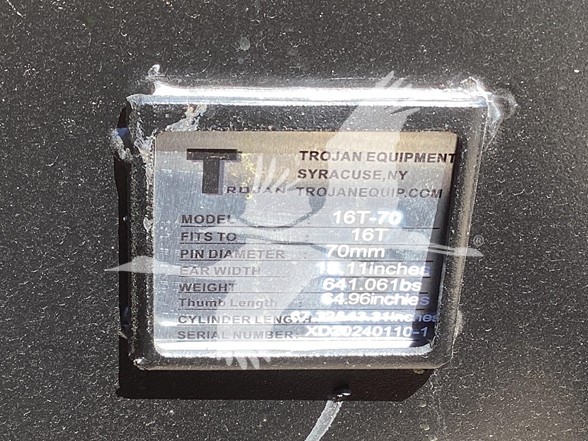 T
TROJAN
TROJAN EQUIPMENT
SYRACUSE, NY
TROJANEQUIP.COM
MODEL 16T-70
FITS TO 16T
PIN DIAMETER 70mm
EAR WIDTH
WEIGHT 641.061bs
Thumb Length 64.96inchies
CYLINDER LENGTH:
SERIAL NUMBER: XD20240110-1
®